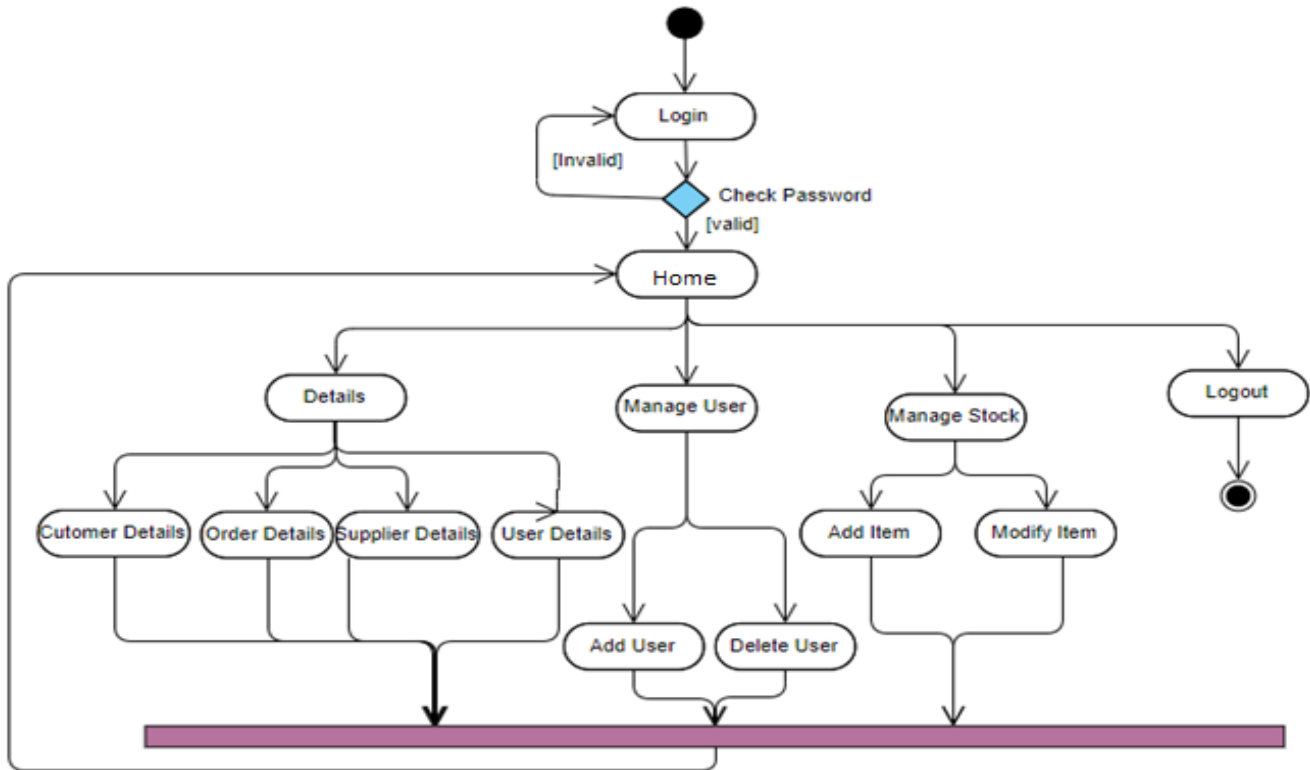 Login
[Invalid]
Check Password
[valid]
Home
Details
Manage User
Manage Stock
Logout
Cutomer Details
Order Details
Supplier Details
User Details
Add Item
Modify Item
Add User
Delete User